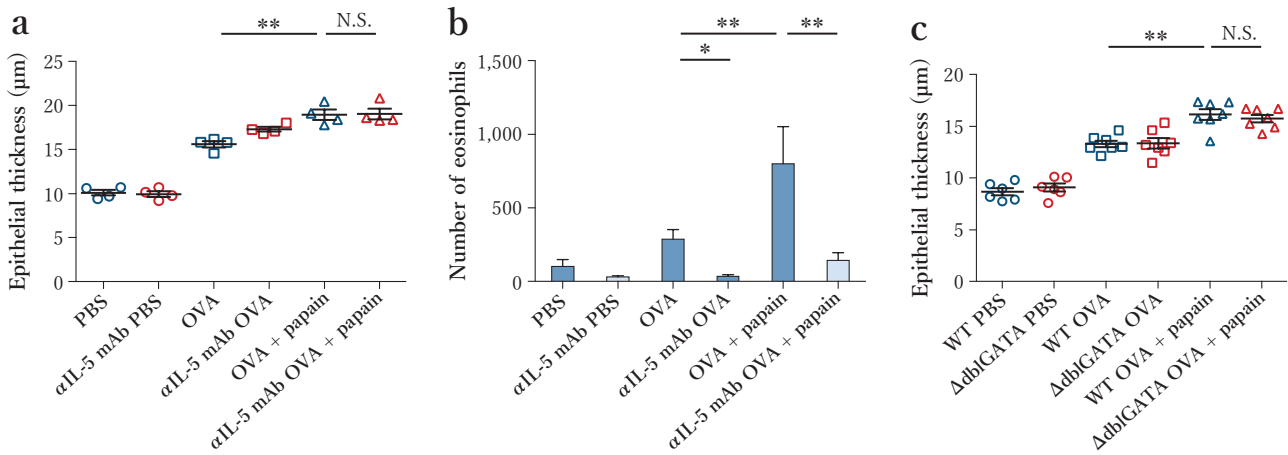 a
** N.S.
Epithelial thickness (µm)
25
20
15
10
5
0
PBS
αIL-5 mAb PBS
OVA
αIL-5 mAb OVA
OVA + papain
αIL-5 mAb OVA + papain
b
** **
*
Number of eosinophils
1,500
1,000
500
0
PBS
αIL-5 mAb PBS
OVA
αIL-5 mAb OVA
OVA + papain
αIL-5 mAb OVA + papain
c
** N.S.
Epithelial thickness (µm)
20
15
10
5
0
WT PBS
ΔdblGATA PBS
WT OVA
ΔdblGATA OVA
WT OVA + papain
ΔdblGATA OVA + papain